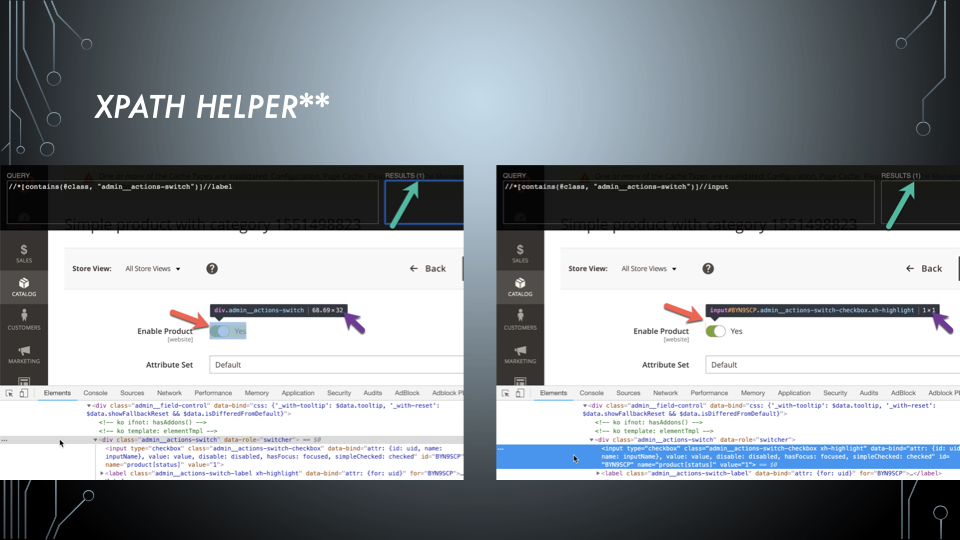 XPATH HELPER**
QUERY
//*[contains(@class, "admin__actions-switch")]//label
RESULTS (1)
Simple product with category 1551498823
SALES
CATALOG
CUSTOMERS
MARKETING
Store View: All Store Views ? Back
div.admin__actions-switch | 68.69×32
Enable Product Yes
[website]
Attribute Set Default
Elements Console Sources Network Performance Memory Application Security Audits AdBlock AdBlock
▼<div class="admin__field-control" data-bind="css: {'_with-tooltip': $data.tooltip, '_with-reset':
$data.showFallbackReset && $data.isDifferedFromDefault}">
<!-- ko ifnot: hasAddons() -->
<!-- ko template: elementTmpl -->
… ▼<div class="admin__actions-switch" data-role="switcher"> == $0
<input type="checkbox" class="admin__actions-switch-checkbox" data-bind="attr: {id: uid, name:
inputName}, value: value, disable: disabled, hasFocus: focused, simpleChecked: checked" id="BYN9SCP"
name="product[status]" value="1">
▶<label class="admin__actions-switch-label xh-highlight" data-bind="attr: {for: uid}" for="BYN9SCP">…
QUERY
//*[contains(@class, "admin__actions-switch")]//input
RESULTS (1)
Simple product with category 1551498823
SALES
CATALOG
CUSTOMERS
MARKETING
Store View: All Store Views ? Back
input#BYN9SCP.admin__actions-switch-checkbox.xh-highlight | 1×1
Enable Product Yes
[website]
Attribute Set Default
Elements Console Sources Network Performance Memory Application Security Audits AdBlock AdBlock
▼<div class="admin__field-control" data-bind="css: {'_with-tooltip': $data.tooltip, '_with-reset':
$data.showFallbackReset && $data.isDifferedFromDefault}">
<!-- ko ifnot: hasAddons() -->
<!-- ko template: elementTmpl -->
▼<div class="admin__actions-switch" data-role="switcher">
… <input type="checkbox" class="admin__actions-switch-checkbox xh-highlight" data-bind="attr: {id: uid,
name: inputName}, value: value, disable: disabled, hasFocus: focused, simpleChecked: checked" id=
"BYN9SCP" name="product[status]" value="1"> == $0
▶<label class="admin__actions-switch-label" data-bind="attr: {for: uid}" for="BYN9SCP">…</label>